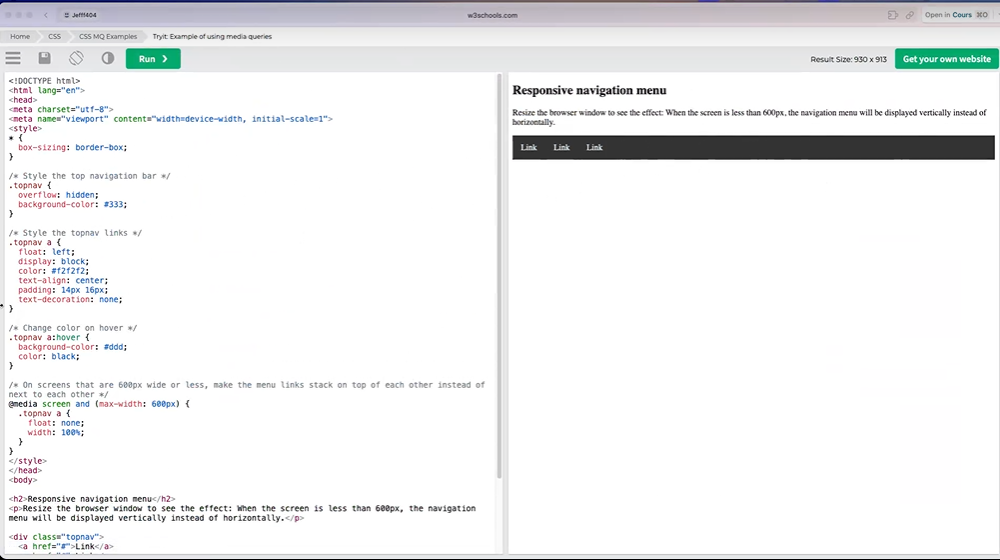 Jefff404
w3schools.com
Open in Cours ⌘O
Home
CSS
CSS MQ Examples
Tryit: Example of using media queries
Run ❯
Result Size: 930 x 913
Get your own website
<!DOCTYPE html>
<html lang="en">
<head>
<meta charset="utf-8">
<meta name="viewport" content="width=device-width, initial-scale=1">
<style>
* {
  box-sizing: border-box;
}
/* Style the top navigation bar */
.topnav {
  overflow: hidden;
  background-color: #333;
}
/* Style the topnav links */
.topnav a {
  float: left;
  display: block;
  color: #f2f2f2;
  text-align: center;
  padding: 14px 16px;
  text-decoration: none;
}
/* Change color on hover */
.topnav a:hover {
  background-color: #ddd;
  color: black;
}
/* On screens that are 600px wide or less, make the menu links stack on top of each other instead of
next to each other */
@media screen and (max-width: 600px) {
  .topnav a {
    float: none;
    width: 100%;
  }
}
</style>
</head>
<body>
<h2>Responsive navigation menu</h2>
<p>Resize the browser window to see the effect: When the screen is less than 600px, the navigation
menu will be displayed vertically instead of horizontally.</p>
<div class="topnav">
  <a href="#">Link</a>
Responsive navigation menu
Resize the browser window to see the effect: When the screen is less than 600px, the navigation menu will be displayed vertically instead of
horizontally.
Link
Link
Link